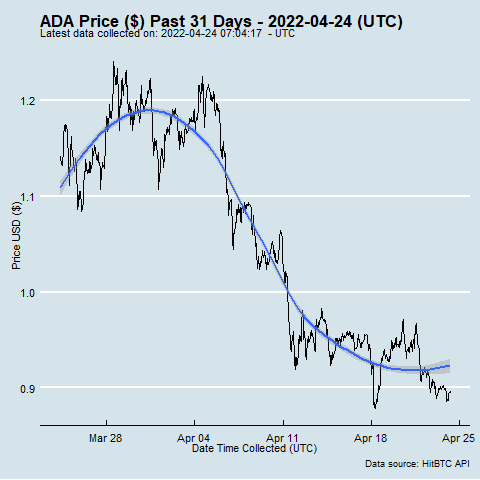 ADA Price ($) Past 31 Days - 2022-04-24 (UTC)
Latest data collected on: 2022-04-24 07:04:17  - UTC
Price USD ($)
1.2
1.1
1.0
0.9
Mar 28
Apr 04
Apr 11
Apr 18
Apr 25
Date Time Collected (UTC)
Data source: HitBTC API